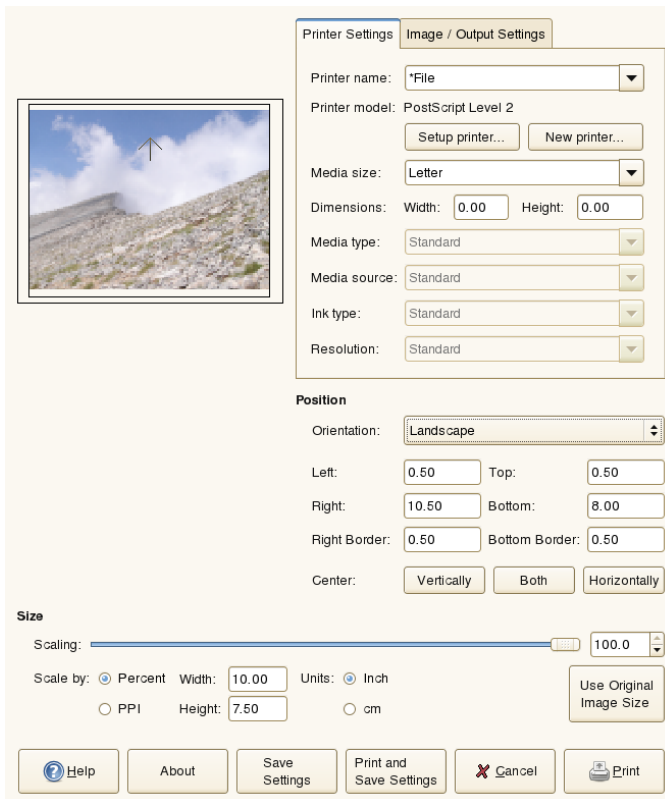 Printer Settings
Image / Output Settings
Printer name: *File
Printer model: PostScript Level 2
Setup printer... New printer...
Media size: Letter
Dimensions: Width: 0.00 Height: 0.00
Media type: Standard
Media source: Standard
Ink type: Standard
Resolution: Standard
Position
Orientation: Landscape
Left: 0.50 Top: 0.50
Right: 10.50 Bottom: 8.00
Right Border: 0.50 Bottom Border: 0.50
Center: Vertically Both Horizontally
Size
Scaling: 100.0
Scale by: Percent Width: 10.00 Units: Inch
PPI Height: 7.50 cm
Use Original
Image Size
Help
About
Save
Settings
Print and
Save Settings
Cancel
Print